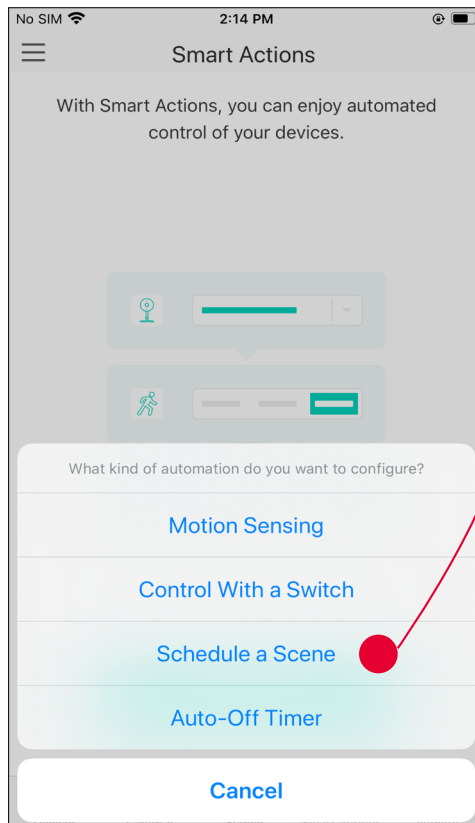 No SIM 2:14 PM
Smart Actions
With Smart Actions, you can enjoy automated
control of your devices.
What kind of automation do you want to configure?
Motion Sensing
Control With a Switch
Schedule a Scene
Auto-Off Timer
Cancel